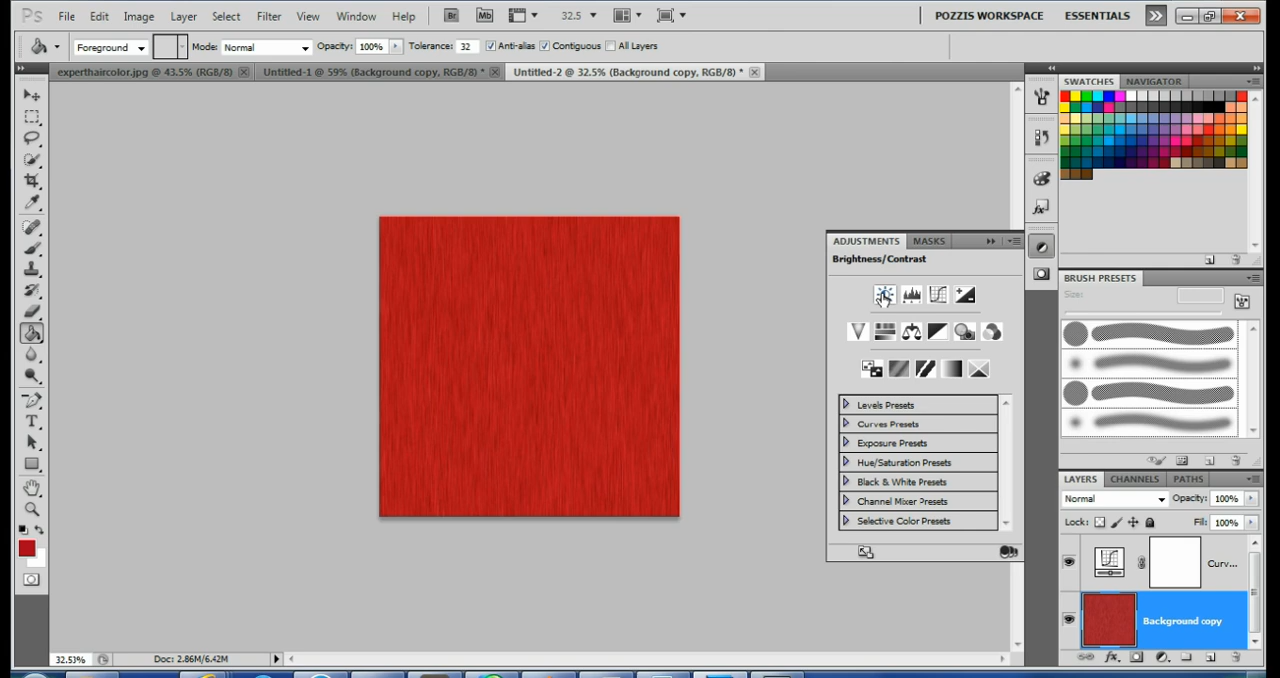 Ps File Edit Image Layer Select Filter View Window Help Br Mb 32.5 POZZIS WORKSPACE ESSENTIALS
Foreground Mode: Normal Opacity: 100% Tolerance: 32 Anti-alias Contiguous All Layers
experthaircolor.jpg @ 43.5% (RGB/8) Untitled-1 @ 59% (Background copy, RGB/8) * Untitled-2 @ 32.5% (Background copy, RGB/8) *
SWATCHES NAVIGATOR
ADJUSTMENTS MASKS
Brightness/Contrast
BRUSH PRESETS
Size:
Levels Presets
Curves Presets
Exposure Presets
Hue/Saturation Presets
Black & White Presets
Channel Mixer Presets
Selective Color Presets
LAYERS CHANNELS PATHS
Normal Opacity: 100%
Lock: Fill: 100%
Curv...
Background copy
32.53% Doc: 2.86M/6.42M